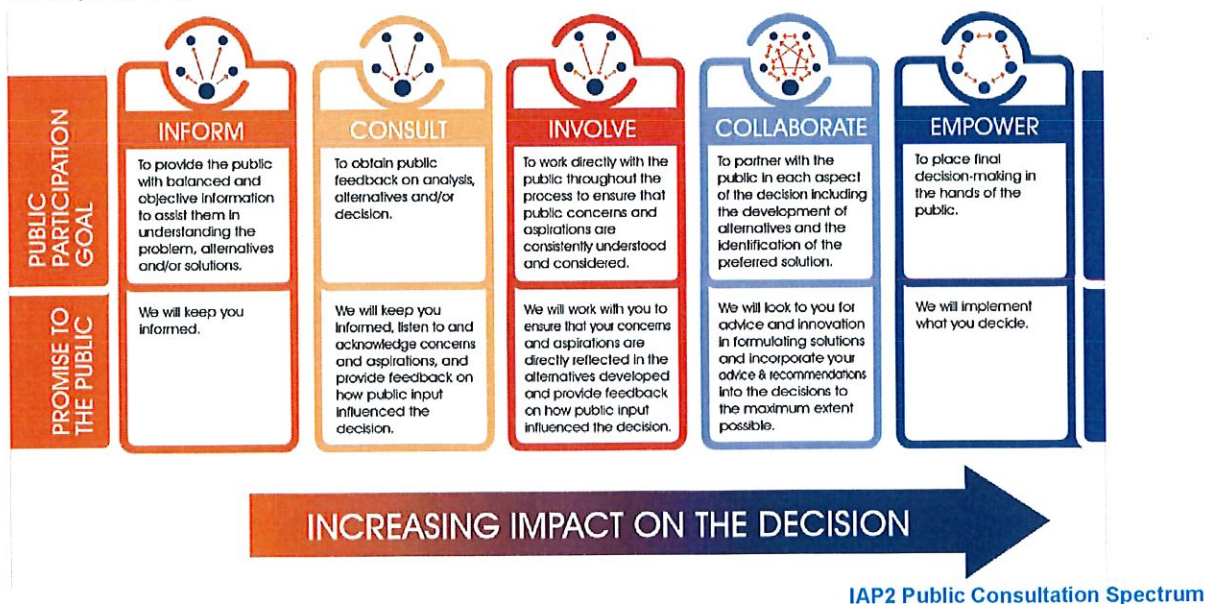 INFORM
CONSULT
INVOLVE
COLLABORATE
EMPOWER
PUBLIC
PARTICIPATION
GOAL
To provide the public
with balanced and
objective information
to assist them in
understanding the
problem, alternatives
and/or solutions.
To obtain public
feedback on analysis,
alternatives and/or
decision.
To work directly with the
public throughout the
process to ensure that
public concerns and
aspirations are
consistently understood
and considered.
To partner with the
public in each aspect
of the decision including
the development of
alternatives and the
identification of the
preferred solution.
To place final
decision-making in
the hands of the
public.
PROMISE TO
THE PUBLIC
We will keep you
informed.
We will keep you
informed, listen to and
acknowledge concerns
and aspirations, and
provide feedback on
how public input
influenced the
decision.
We will work with you to
ensure that your concerns
and aspirations are
directly reflected in the
alternatives developed
and provide feedback
on how public input
influenced the decision.
We will look to you for
advice and innovation
in formulating solutions
and incorporate your
advice & recommendations
into the decisions to
the maximum extent
possible.
We will implement
what you decide.
INCREASING IMPACT ON THE DECISION
IAP2 Public Consultation Spectrum